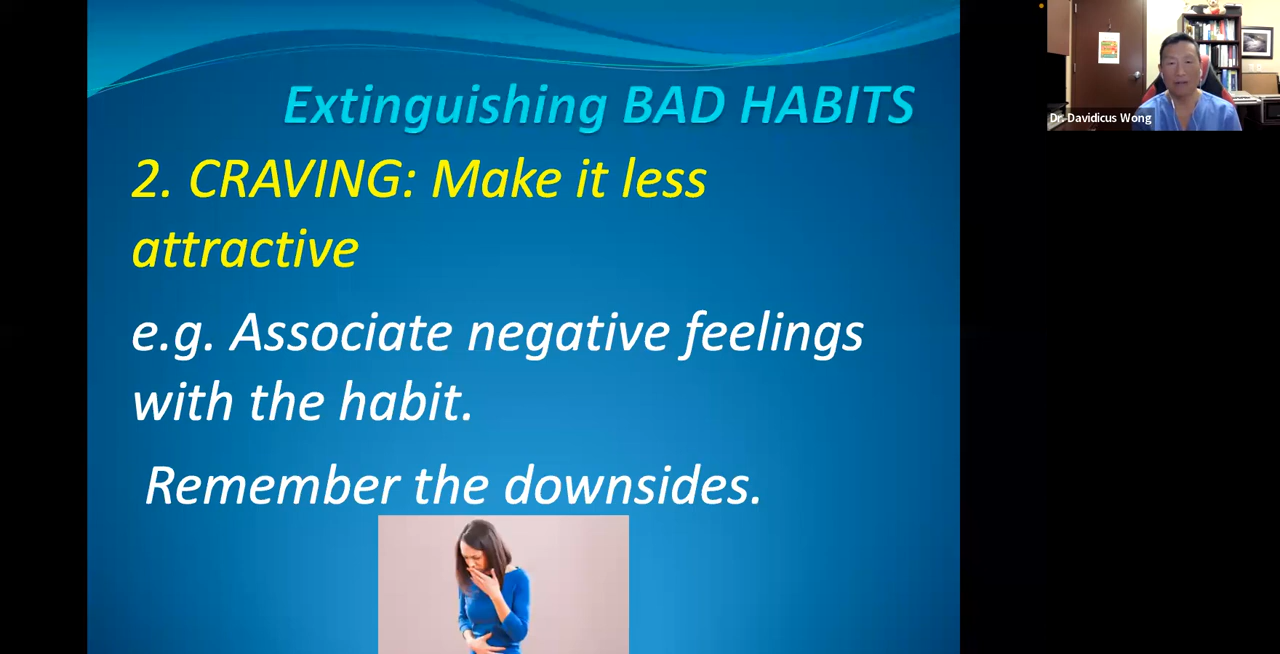 Extinguishing BAD HABITS
2. CRAVING: Make it less
attractive
e.g. Associate negative feelings
with the habit.
Remember the downsides.
Dr. Davidicus Wong